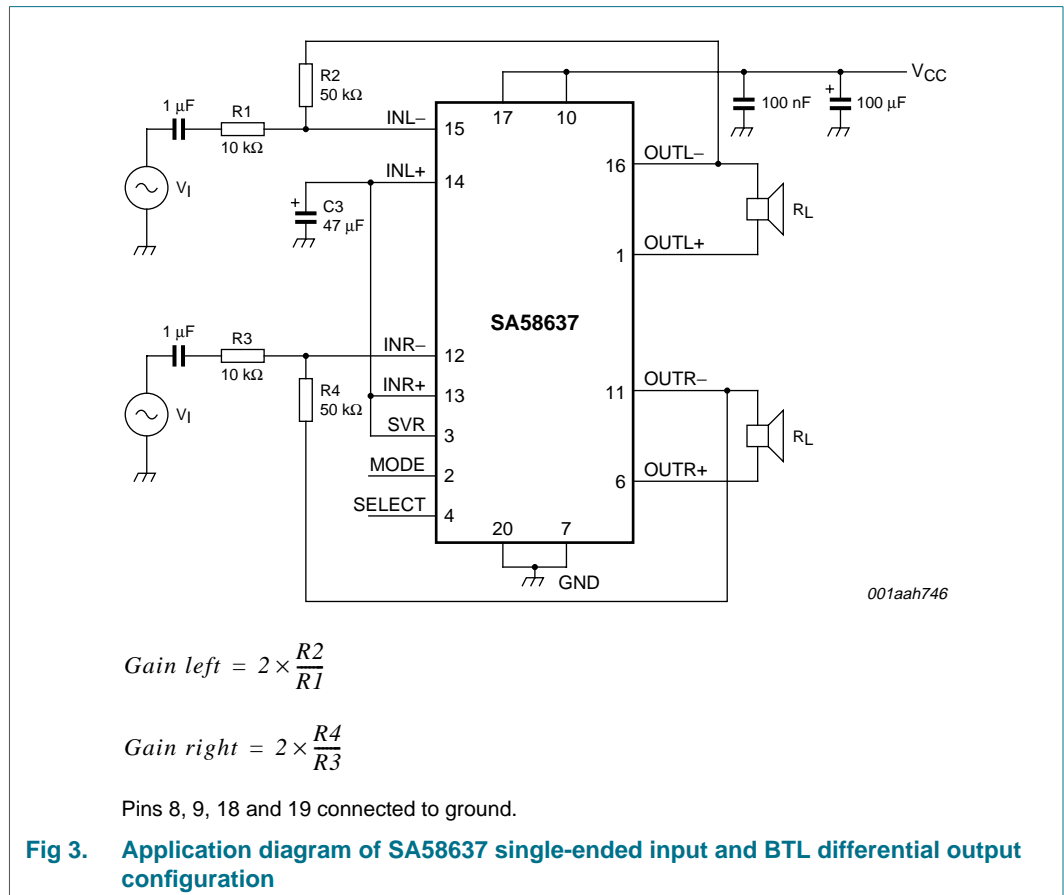 R2
50 kΩ
VCC
1 μF
R1
10 kΩ
INL−
15
17
10
100 nF
+
100 μF
16
OUTL−
VI
INL+
14
+
C3
47 μF
RL
1
OUTL+
SA58637
1 μF
R3
10 kΩ
INR−
12
R4
50 kΩ
INR+
13
11
OUTR−
VI
SVR
3
RL
MODE
2
6
OUTR+
SELECT
4
20
7
GND
001aah746
Gain left = 2 × R2/R1
Gain right = 2 × R4/R3
Pins 8, 9, 18 and 19 connected to ground.
Fig 3. Application diagram of SA58637 single-ended input and BTL differential output
configuration